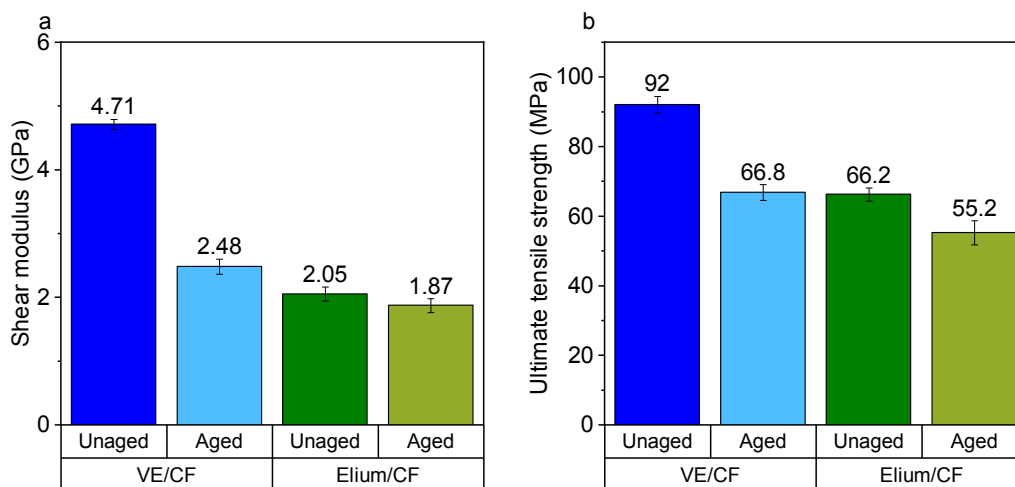 a
Shear modulus (GPa)
6
4
2
0
4.71
2.48
2.05
1.87
Unaged Aged Unaged Aged
VE/CF Elium/CF
b
Ultimate tensile strength (MPa)
100
80
60
40
20
0
92
66.8
66.2
55.2
Unaged Aged Unaged Aged
VE/CF Elium/CF